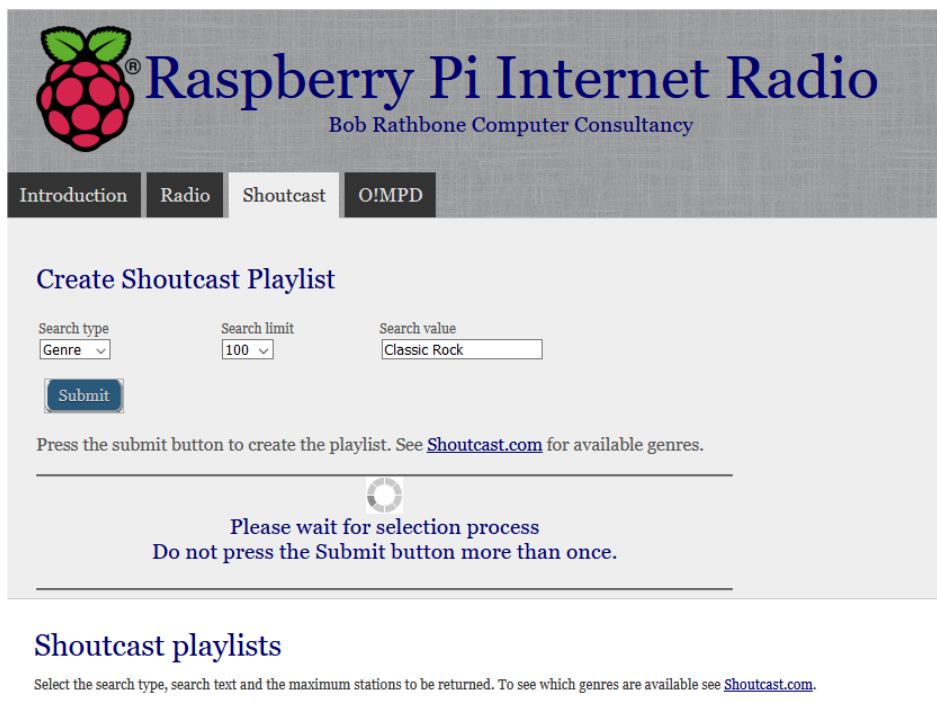 ® Raspberry Pi Internet Radio
Bob Rathbone Computer Consultancy
Introduction Radio Shoutcast O!MPD
Create Shoutcast Playlist
Search type Search limit Search value
Genre 100 Classic Rock
Submit
Press the submit button to create the playlist. See Shoutcast.com for available genres.
Please wait for selection process
Do not press the Submit button more than once.
Shoutcast playlists
Select the search type, search text and the maximum stations to be returned. To see which genres are available see Shoutcast.com.